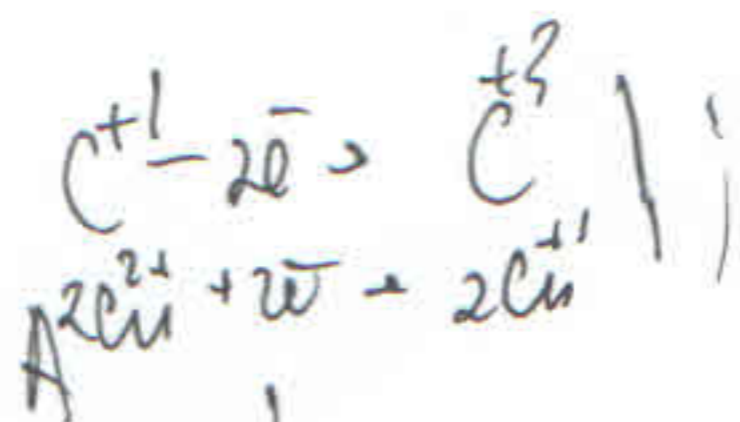 C⁺¹ – 2e⁻ → C⁺³
2Cu²⁺ + 2e⁻ → 2Cu⁺¹